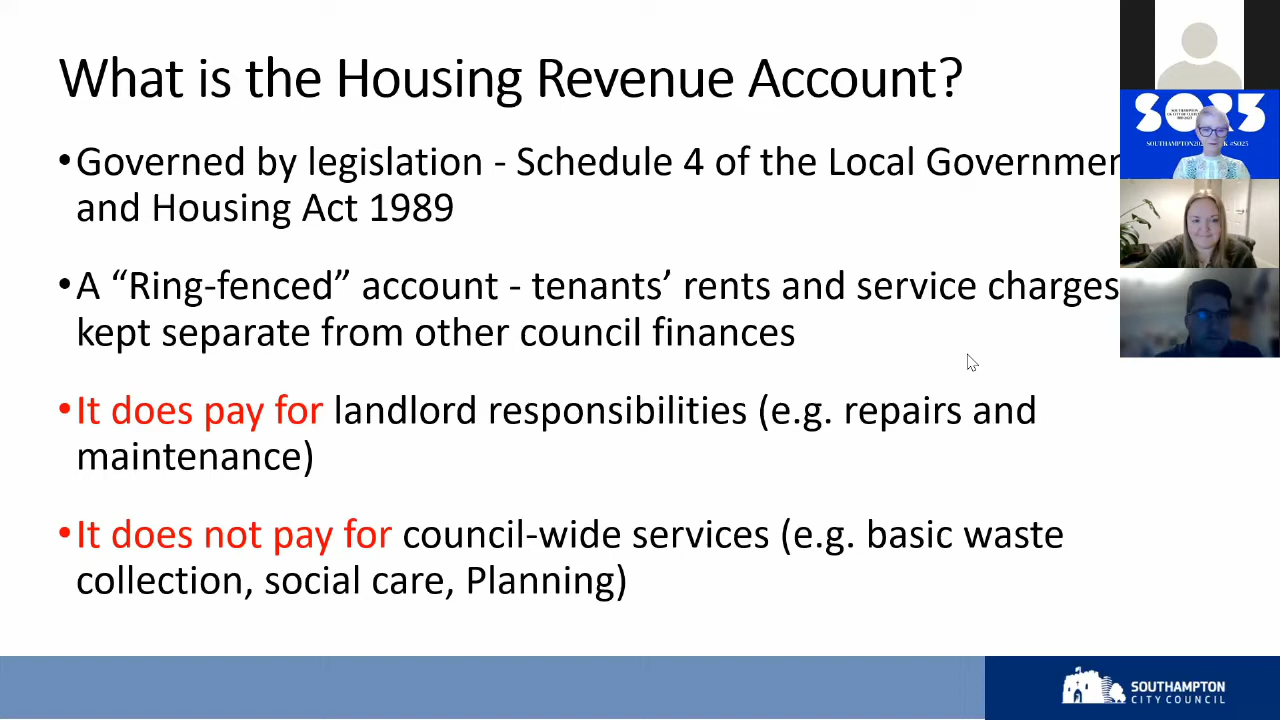 What is the Housing Revenue Account?
•Governed by legislation - Schedule 4 of the Local Governmen
and Housing Act 1989
•A “Ring-fenced” account - tenants’ rents and service charges
kept separate from other council finances
•It does pay for landlord responsibilities (e.g. repairs and
maintenance)
•It does not pay for council-wide services (e.g. basic waste
collection, social care, Planning)
SO25
SOUTHAMPTON
CITY COUNCIL